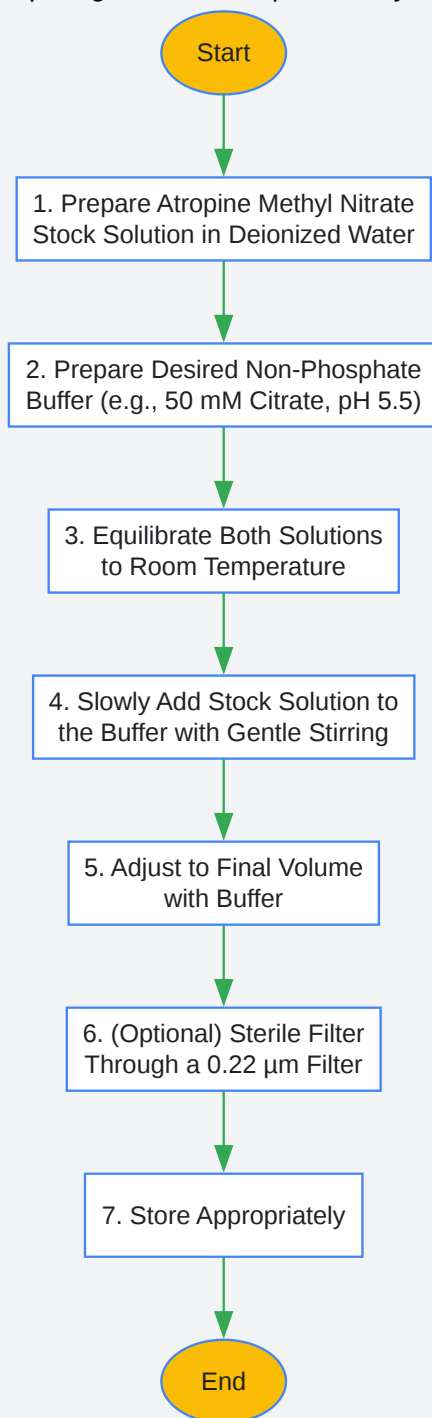 Start
1. Prepare Atropine Methyl Nitrate
Stock Solution in Deionized Water
2. Prepare Desired Non-Phosphate
Buffer (e.g., 50 mM Citrate, pH 5.5)
3. Equilibrate Both Solutions
to Room Temperature
4. Slowly Add Stock Solution to
the Buffer with Gentle Stirring
5. Adjust to Final Volume
with Buffer
6. (Optional) Sterile Filter
Through a 0.22 µm Filter
7. Store Appropriately
End